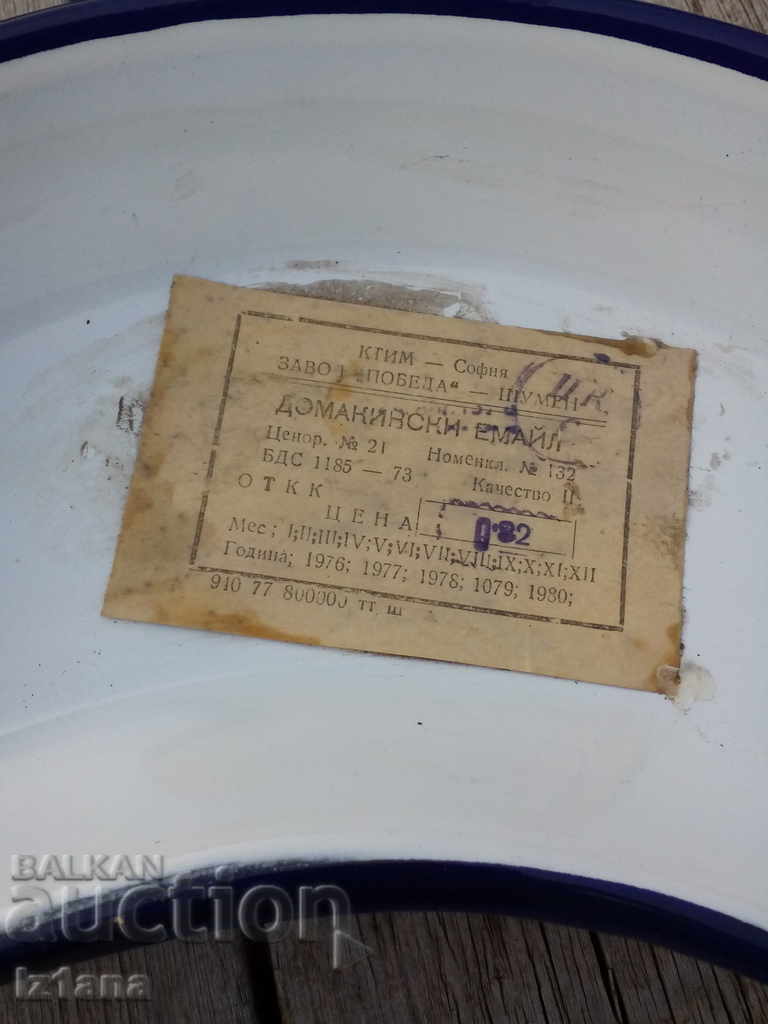 КТИМ — София
ЗАВОД "ПОБЕДА" — ШУМЕН
ДОМАКИНСКИ ЕМАЙЛ
Ценор. № 21 Номенкл. № 132
БДС 1185 — 73 Качество II
ОТКК
ЦЕНА 0.82
Мес; I;II;III;IV;V;VI;VII;VIII;IX;X;XI;XII
Година; 1976; 1977; 1978; 1079; 1980;
940 77 800000 тт ш
BALKAN
auction
Iz1ana